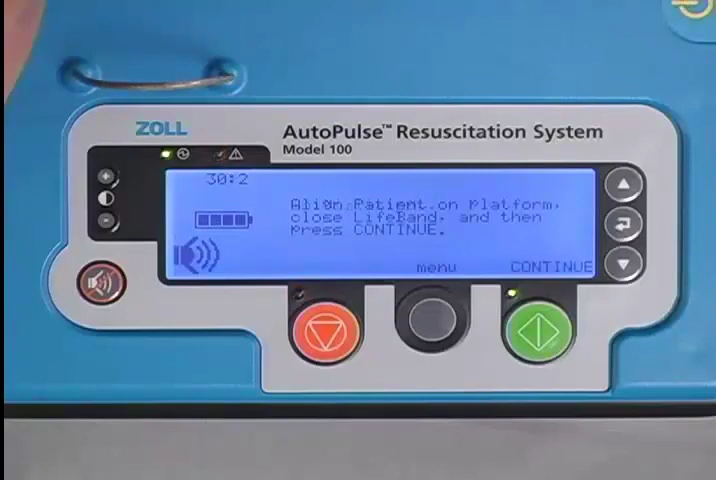 ZOLL
AutoPulse™ Resuscitation System
Model 100
30:2
Align Patient on platform,
close LifeBand, and then
press CONTINUE.
menu CONTINUE